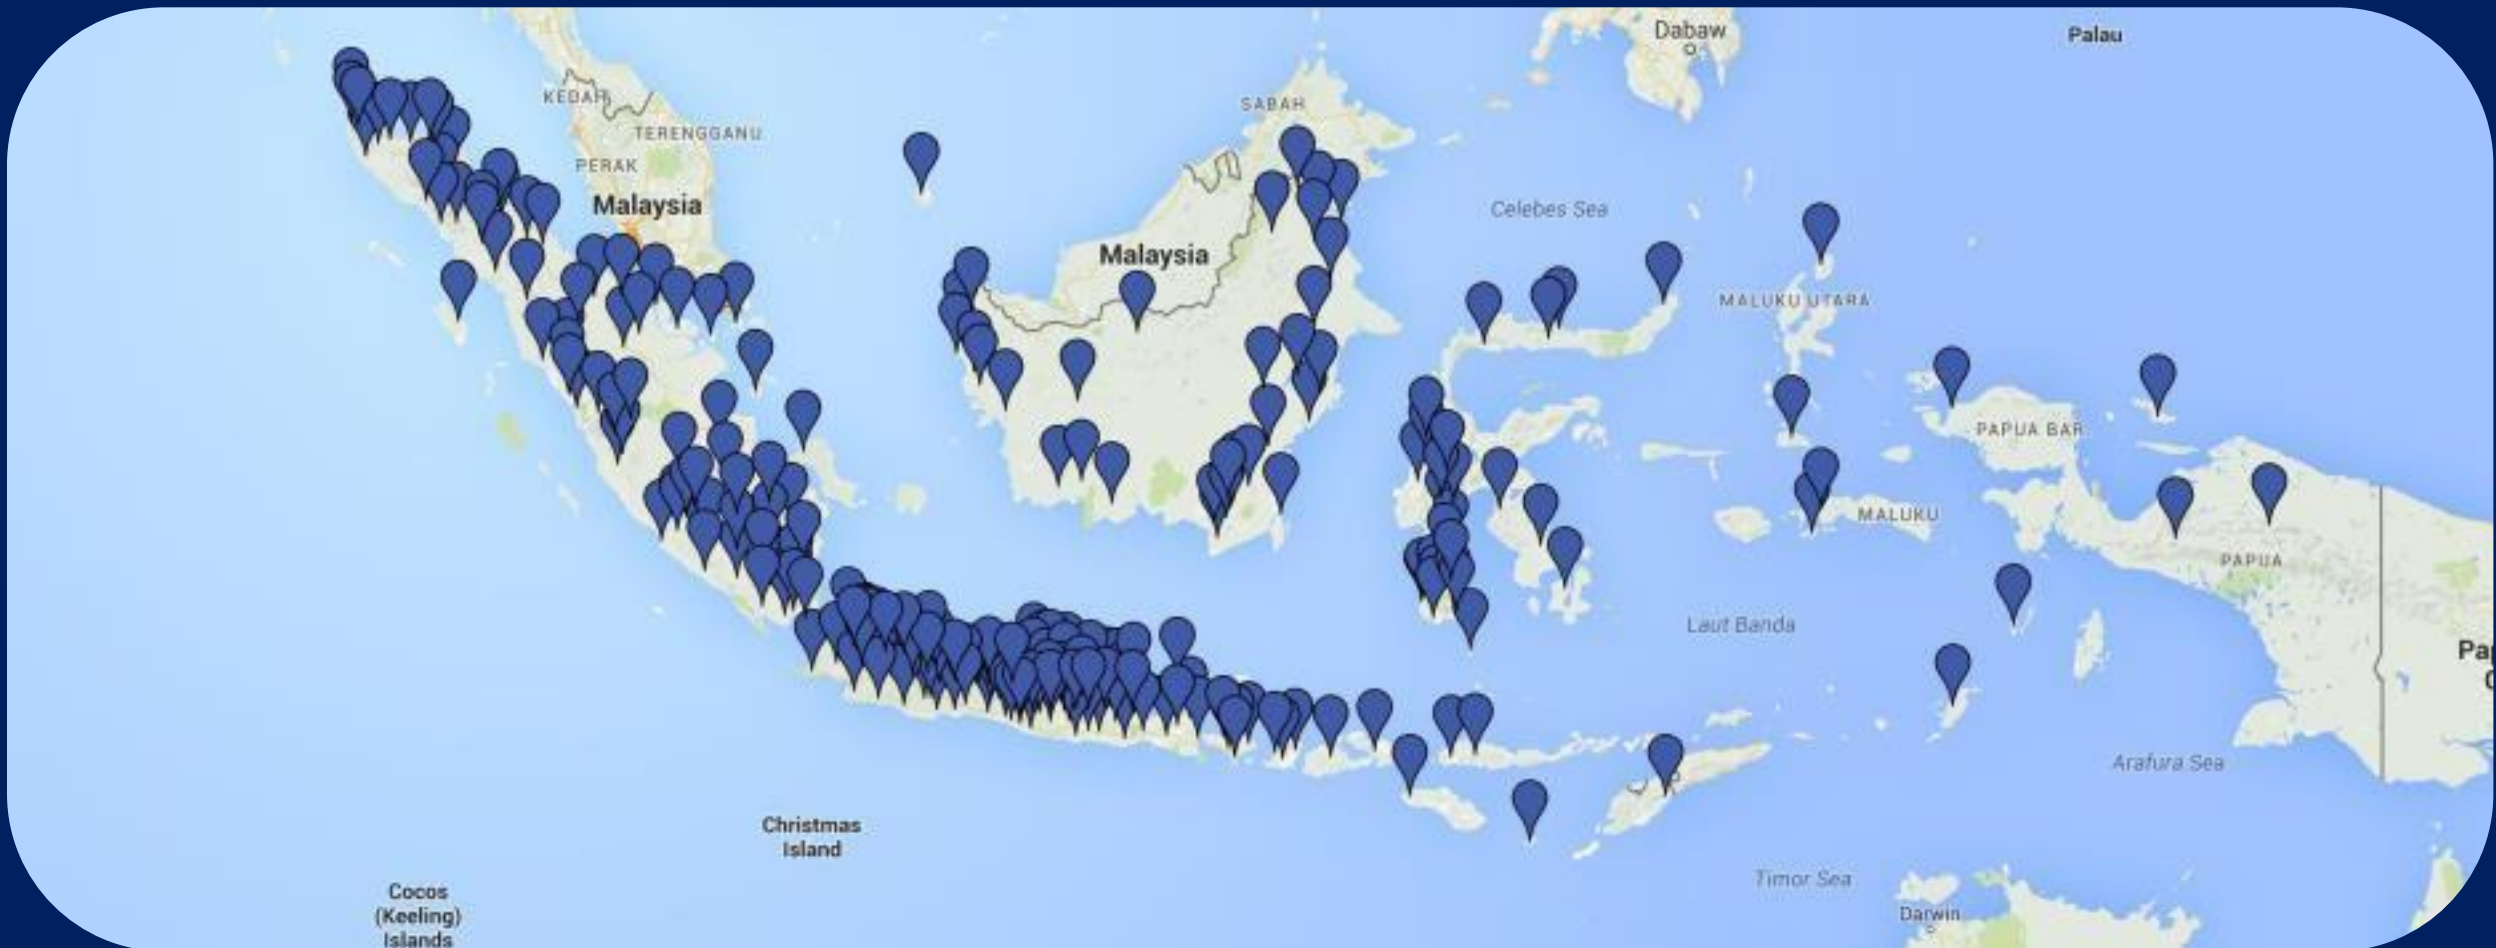 Dabaw
Palau
KEDAH
SABAH
TERENGGANU
PERAK
Malaysia
Celebes Sea
Malaysia
MALUKU UTARA
PAPUA BAR
MALUKU
PAPUA
Laut Banda
Pa
Arafura Sea
Christmas
Island
Timor Sea
Cocos
(Keeling)
Islands
Darwin